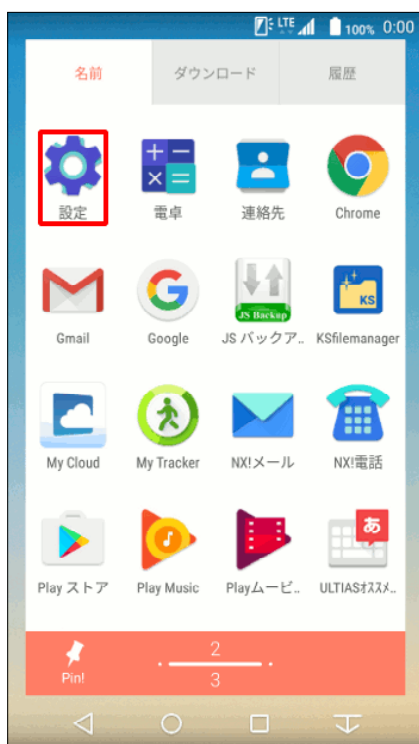 LTE 100% 0:00
名前 ダウンロード 履歴
設定 電卓 連絡先 Chrome
JS Backup KS
Gmail Google JS バックア.. KSfilemanager
My Cloud My Tracker NX!メール NX!電話
あ
Play ストア Play Music Playムービ.. ULTIASオススメ..
2
Pin! 3